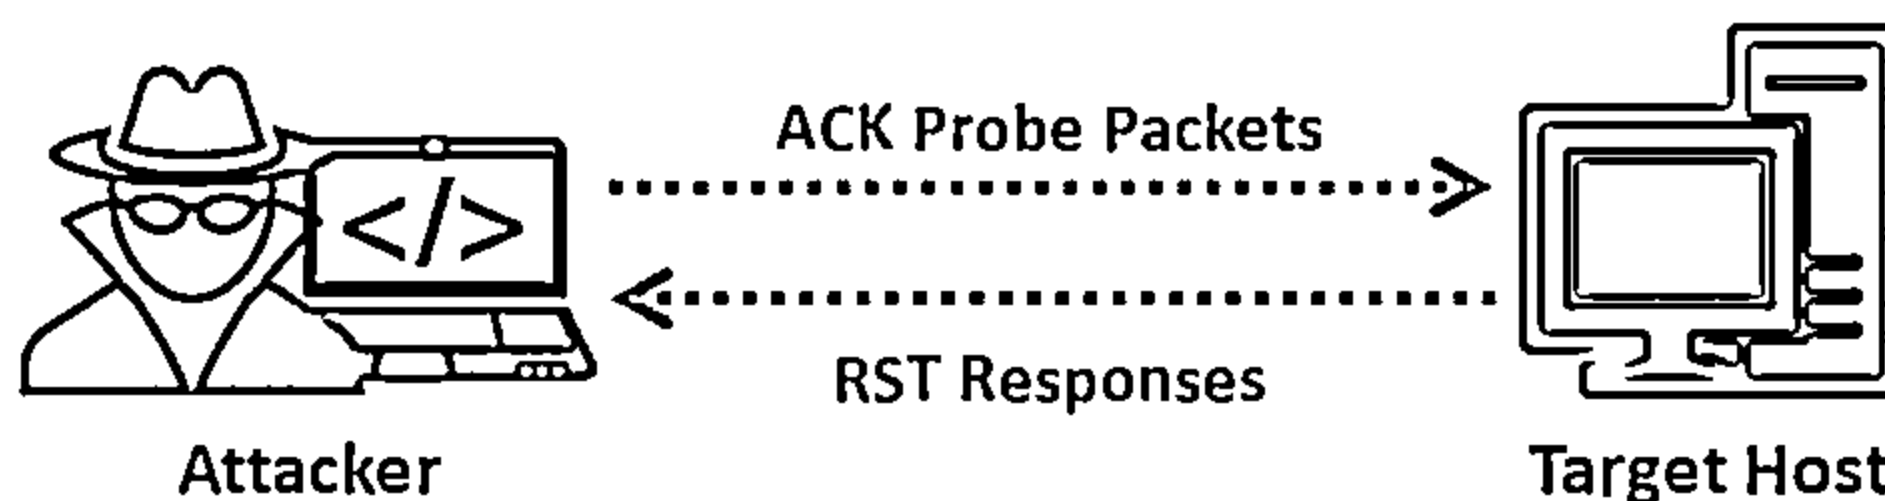 ACK Probe Packets
</>
RST Responses
Attacker
Target Host